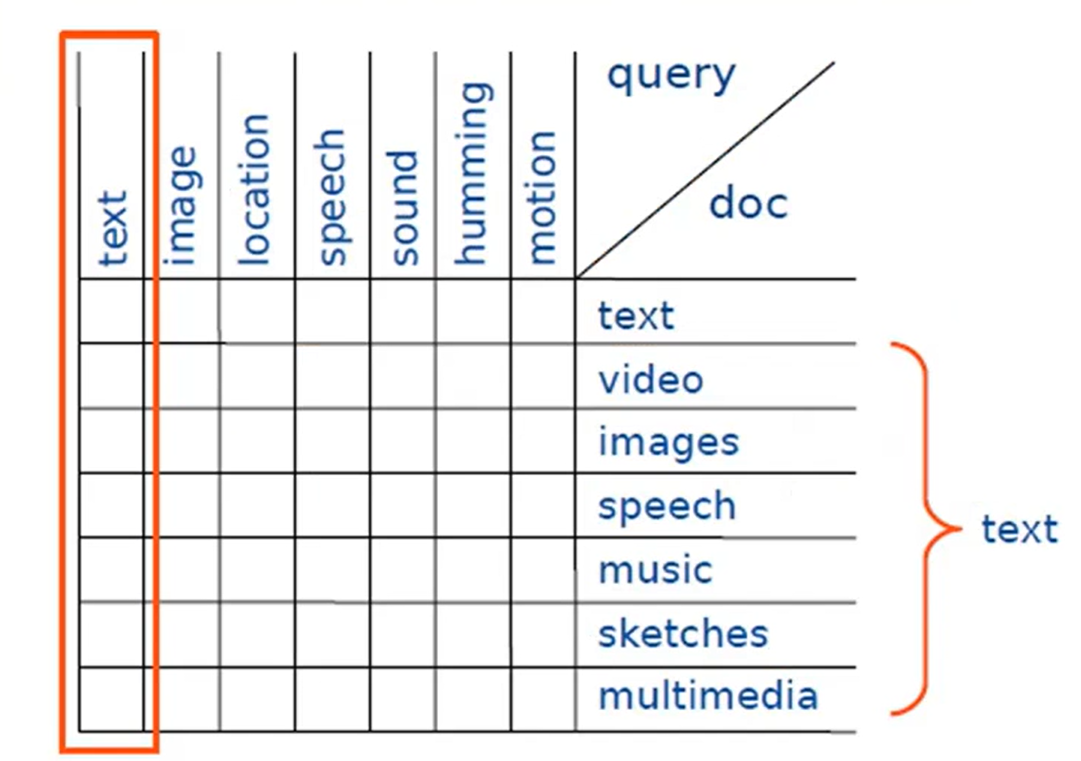 text
image
location
speech
sound
humming
motion
query
doc
text
video
images
speech
music
sketches
multimedia
text